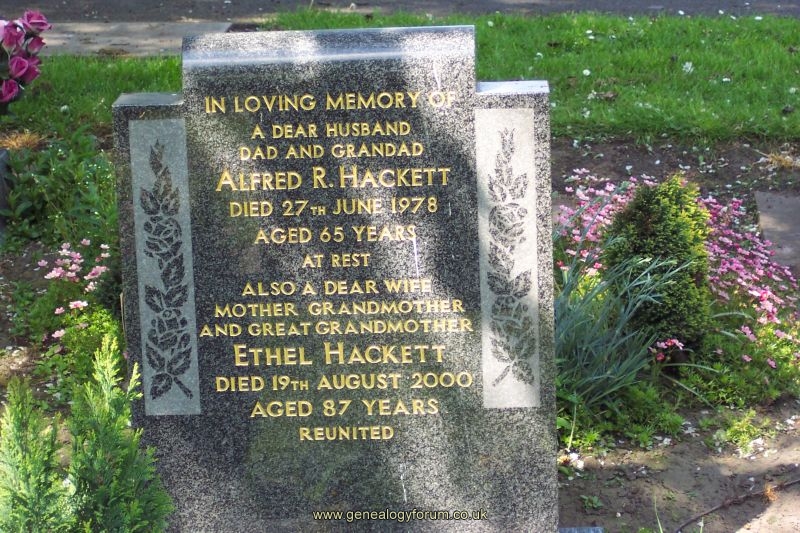 IN LOVING MEMORY OF
A DEAR HUSBAND
DAD AND GRANDAD
ALFRED R. HACKETT
DIED 27TH JUNE 1978
AGED 65 YEARS
AT REST
ALSO A DEAR WIFE
MOTHER GRANDMOTHER
AND GREAT GRANDMOTHER
ETHEL HACKETT
DIED 19TH AUGUST 2000
AGED 87 YEARS
REUNITED
www.genealogyforum.co.uk